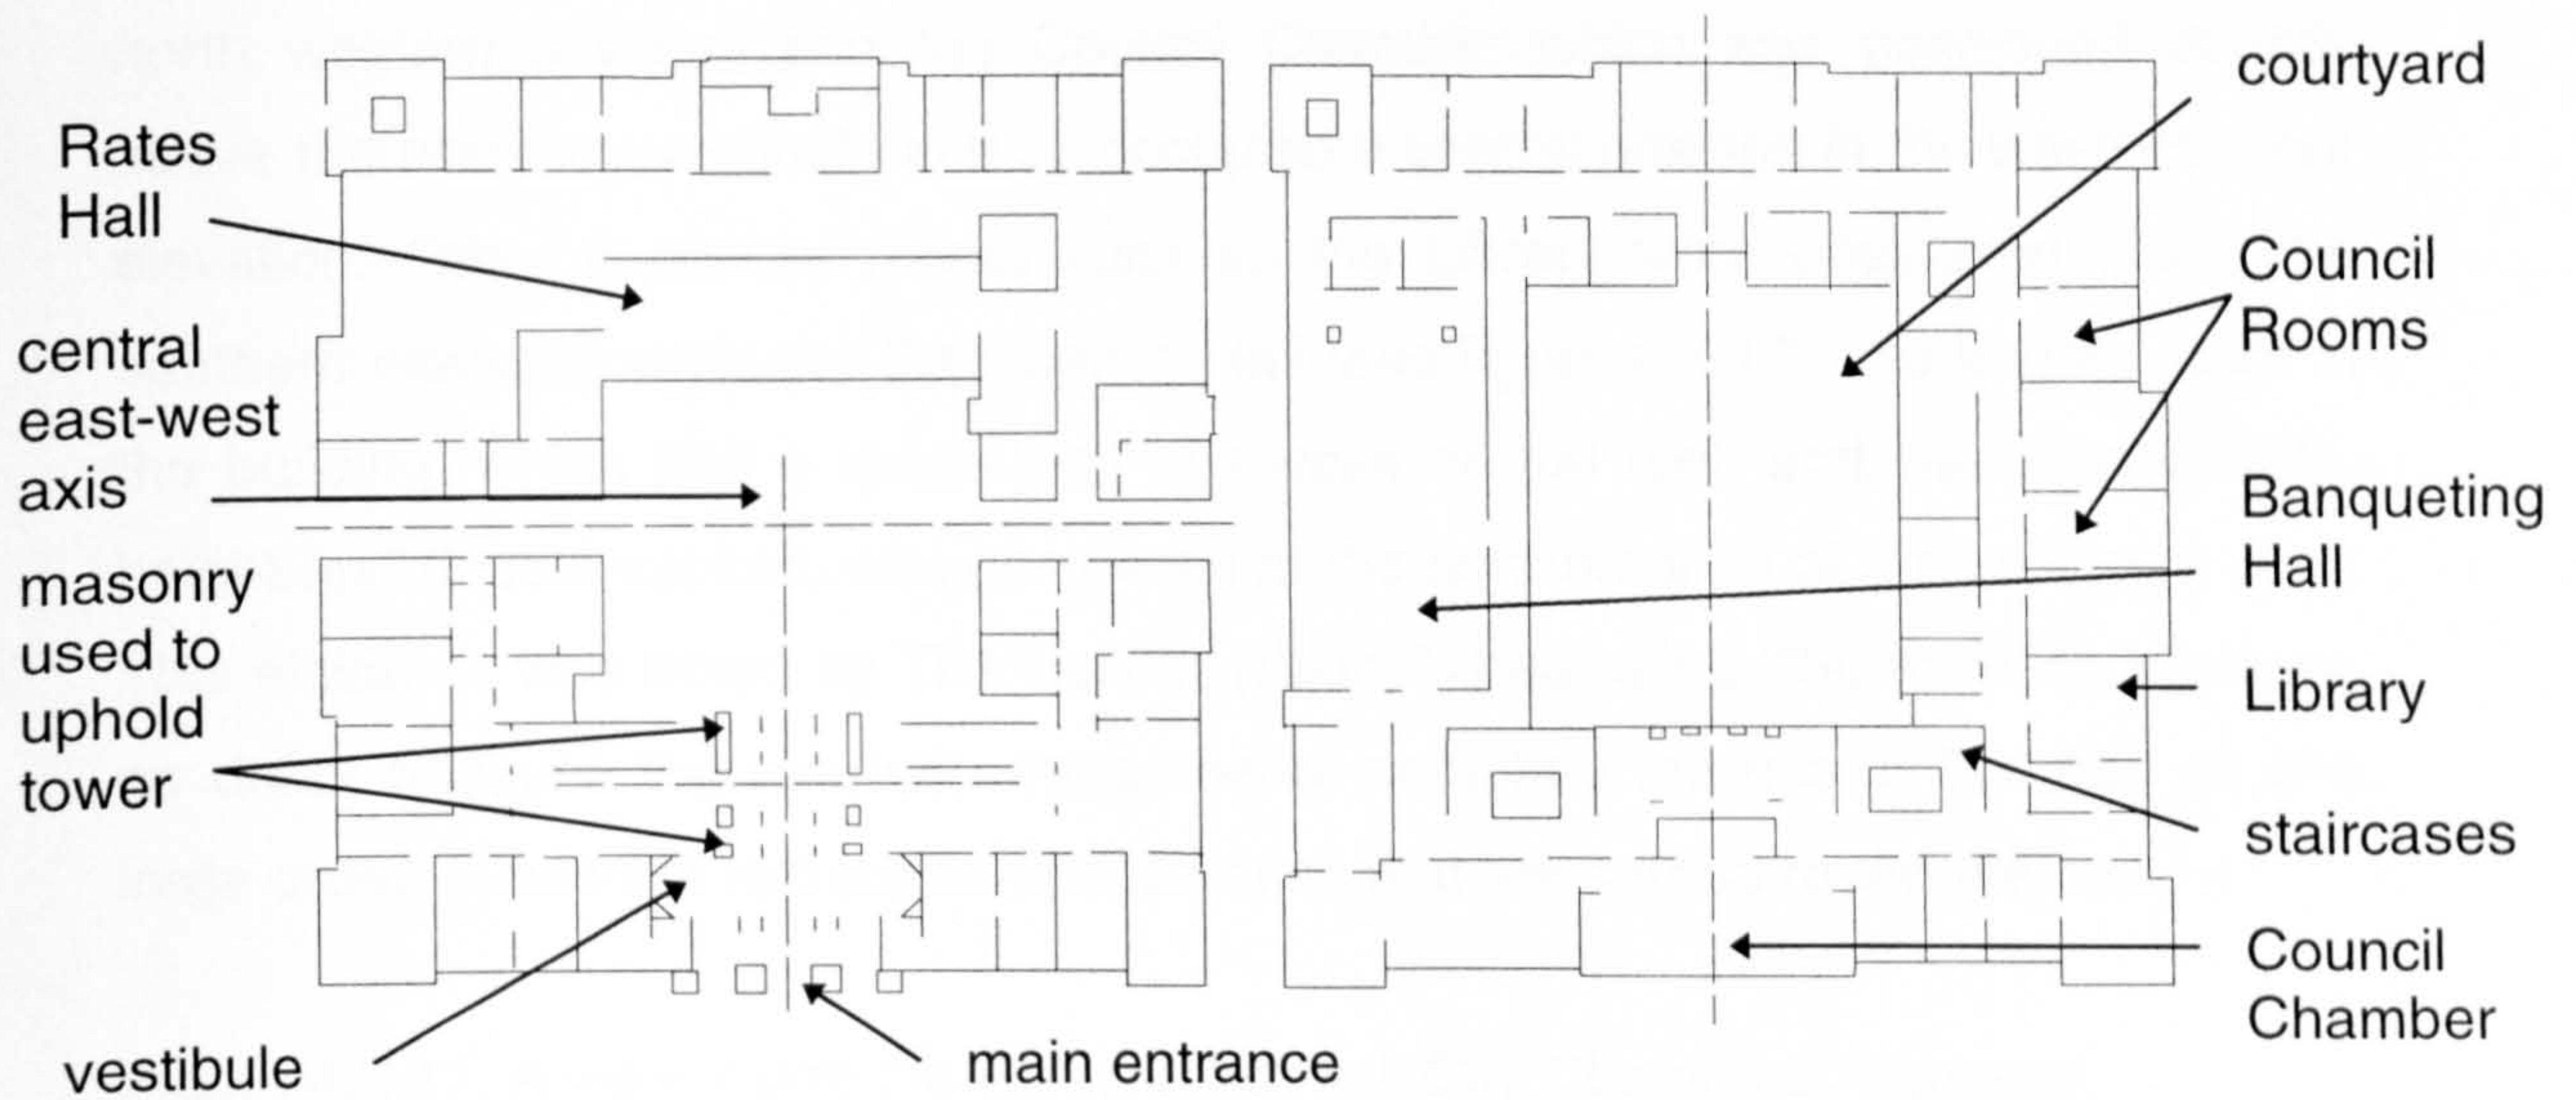 Rates
Hall
central
east-west
axis
masonry
used to
uphold
tower
vestibule
main entrance
courtyard
Council
Rooms
Banqueting
Hall
Library
staircases
Council
Chamber